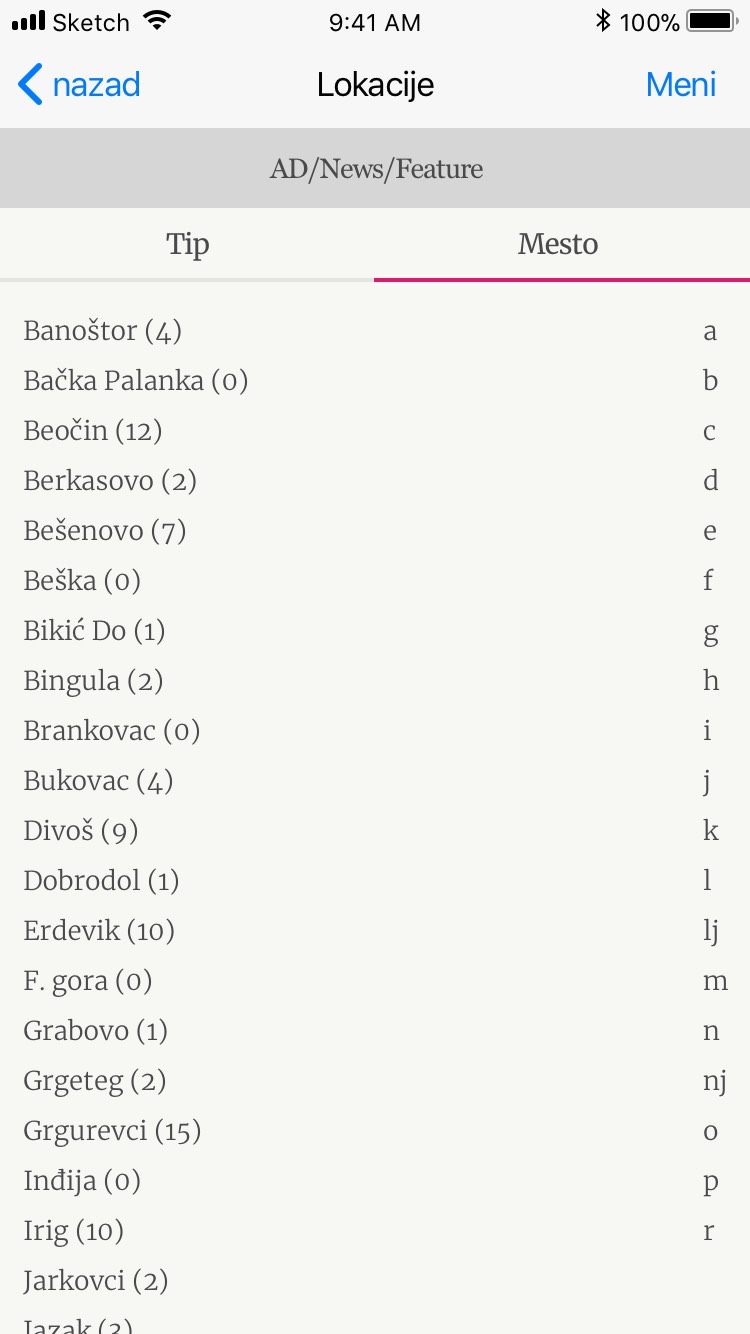 Sketch 9:41 AM 100%
nazad Lokacije Meni
AD/News/Feature
Tip Mesto
Banoštor (4) a
Bačka Palanka (0) b
Beočin (12) c
Berkasovo (2) d
Bešenovo (7) e
Beška (0) f
Bikić Do (1) g
Bingula (2) h
Brankovac (0) i
Bukovac (4) j
Divoš (9) k
Dobrodol (1) l
Erdevik (10) lj
F. gora (0) m
Grabovo (1) n
Grgeteg (2) nj
Grgurevci (15) o
Inđija (0) p
Irig (10) r
Jarkovci (2)
Jazak (3)